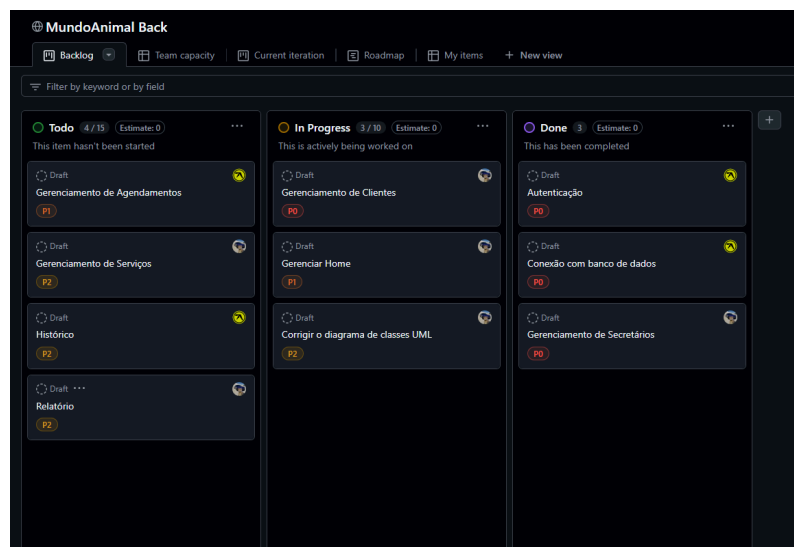 MundoAnimal Back
Backlog
Team capacity
Current iteration
Roadmap
My items
+ New view
Filter by keyword or by field
Todo 4 / 15 Estimate: 0 ...
This item hasn't been started
Draft
Gerenciamento de Agendamentos
P1
Draft
Gerenciamento de Serviços
P2
Draft
Histórico
P2
Draft ...
Relatório
P2
In Progress 3 / 10 Estimate: 0 ...
This is actively being worked on
Draft
Gerenciamento de Clientes
P0
Draft
Gerenciar Home
P1
Draft
Corrigir o diagrama de classes UML
P2
Done 3 Estimate: 0 ...
This has been completed
Draft
Autenticação
P0
Draft
Conexão com banco de dados
P0
Draft
Gerenciamento de Secretários
P0
+